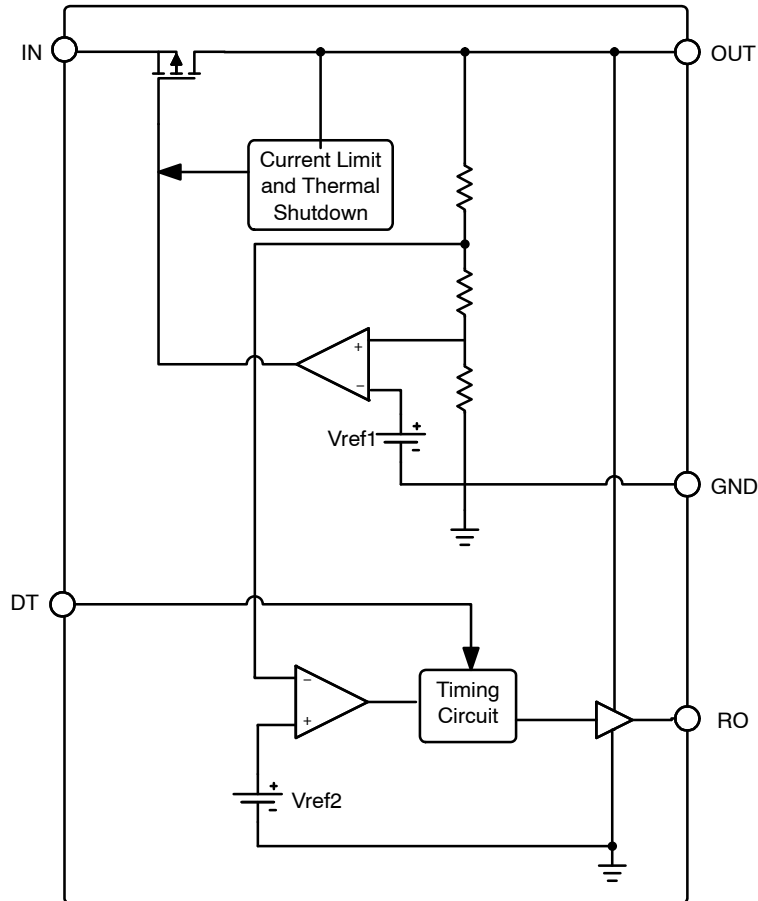 IN
OUT
Current Limit
and Thermal
Shutdown
+
−
Vref1
+
-
GND
DT
−
+
Timing
Circuit
RO
Vref2
+
-